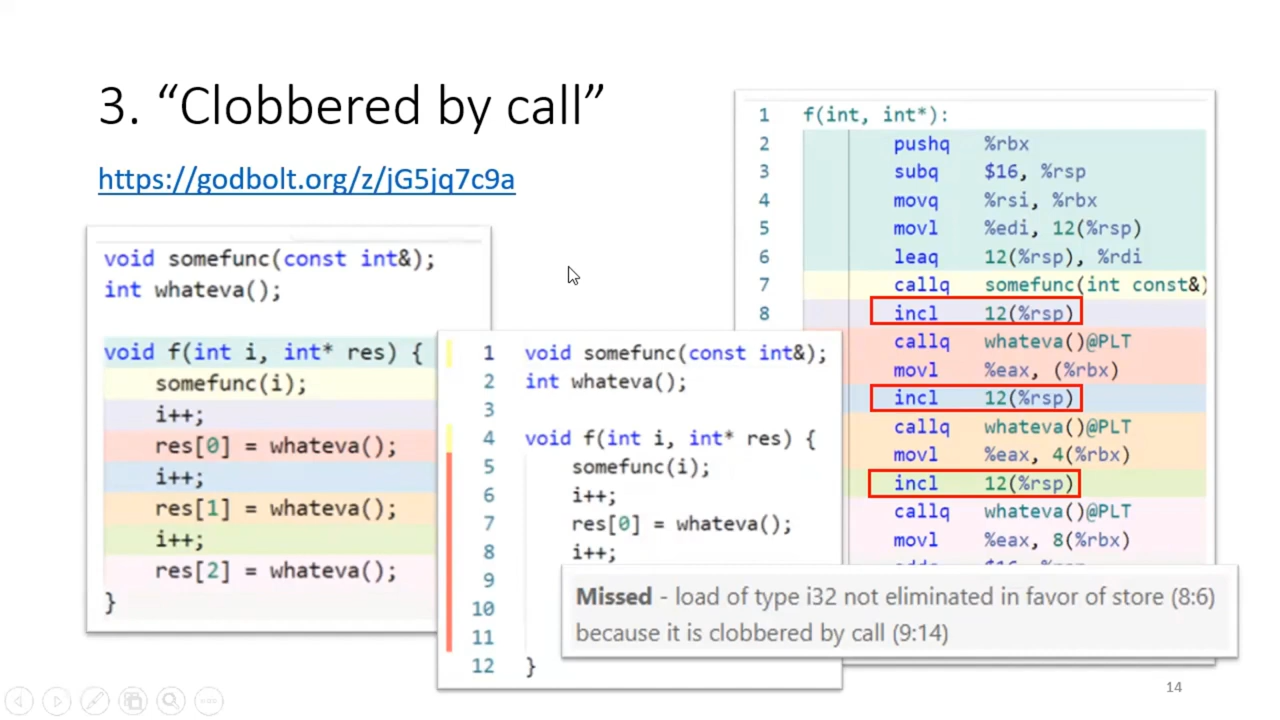 3. “Clobbered by call”
https://godbolt.org/z/jG5jq7c9a
void somefunc(const int&);
int whateva();
void f(int i, int* res) {
somefunc(i);
i++;
res[0] = whateva();
i++;
res[1] = whateva();
i++;
res[2] = whateva();
}
1 void somefunc(const int&);
2 int whateva();
3
4 void f(int i, int* res) {
5 somefunc(i);
6 i++;
7 res[0] = whateva();
8 i++;
9
10
11
12 }
1 f(int, int*):
2 pushq %rbx
3 subq $16, %rsp
4 movq %rsi, %rbx
5 movl %edi, 12(%rsp)
6 leaq 12(%rsp), %rdi
7 callq somefunc(int const&)
8 incl 12(%rsp)
callq whateva()@PLT
movl %eax, (%rbx)
incl 12(%rsp)
callq whateva()@PLT
movl %eax, 4(%rbx)
incl 12(%rsp)
callq whateva()@PLT
movl %eax, 8(%rbx)
Missed - load of type i32 not eliminated in favor of store (8:6)
because it is clobbered by call (9:14)
14